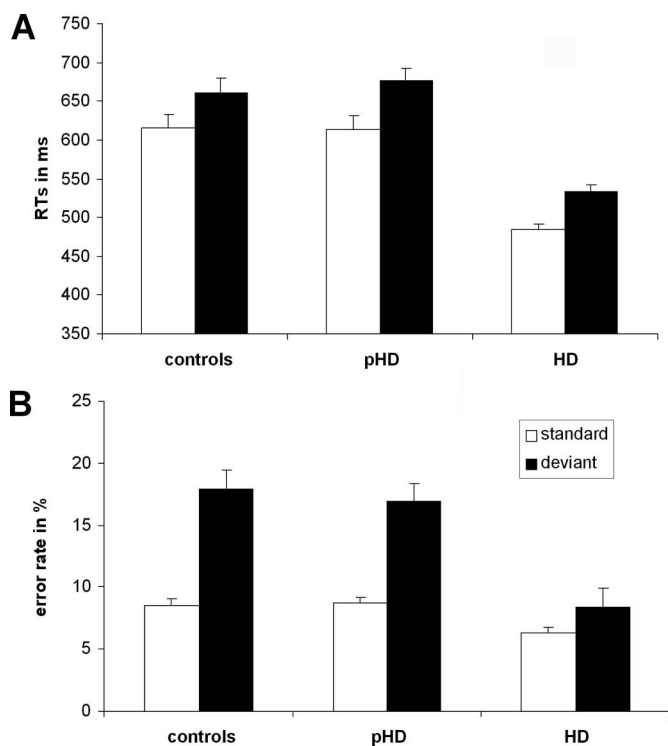 A
750
700
650
600
550
500
450
400
350
RTs in ms
controls pHD HD
B
25
20
15
10
5
0
error rate in %
standard
deviant
controls pHD HD